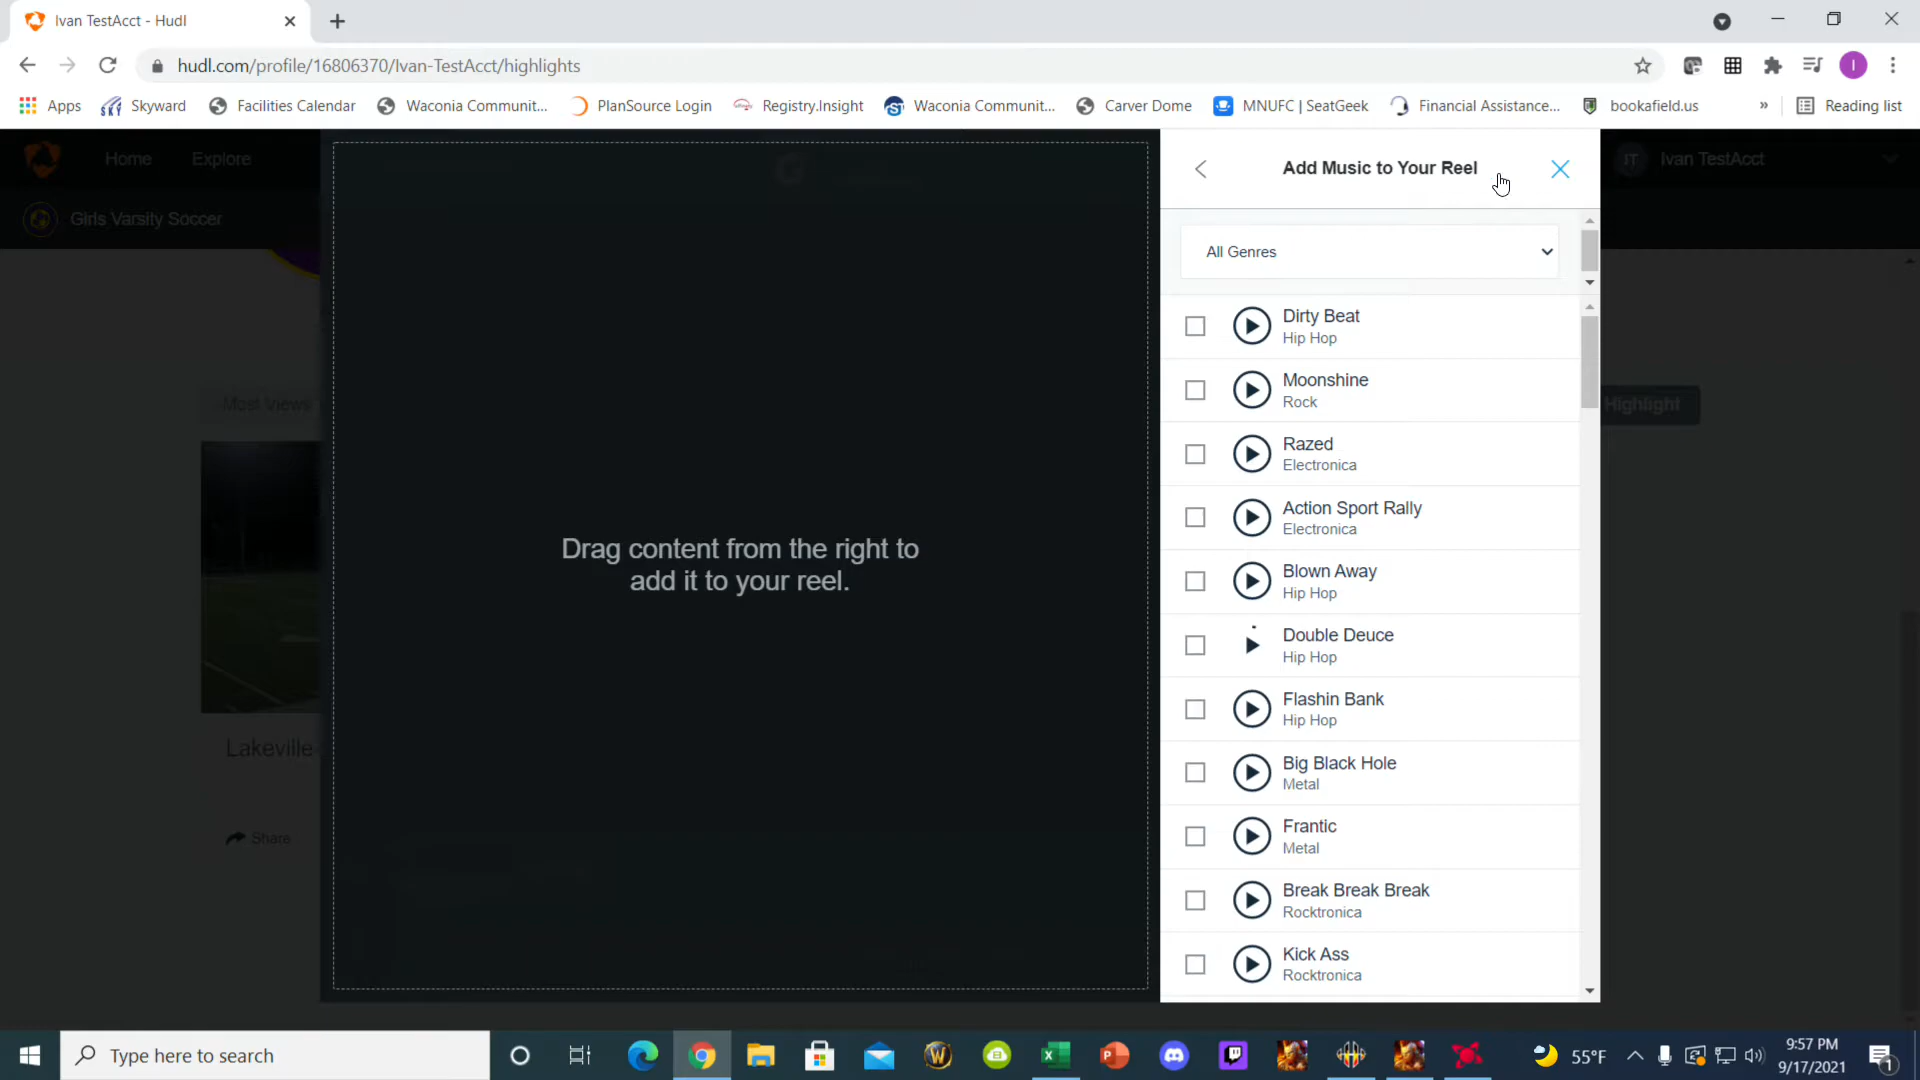 Ivan TestAcct - Hudl
hudl.com/profile/16806370/Ivan-TestAcct/highlights
I
Apps
Skyward
Facilities Calendar
Waconia Communit...
PlanSource Login
Registry.Insight
Waconia Communit...
Carver Dome
MNUFC | SeatGeek
Financial Assistance...
bookafield.us
»
Reading list
Home
Explore
IT
Ivan TestAcct
Girls Varsity Soccer
Add Music to Your Reel
All Genres
Most Views
Highlight
Dirty Beat
Hip Hop
Moonshine
Rock
Razed
Electronica
Action Sport Rally
Electronica
Drag content from the right to
add it to your reel.
Blown Away
Hip Hop
Double Deuce
Hip Hop
Flashin Bank
Hip Hop
Lakeville
Big Black Hole
Metal
Share
Frantic
Metal
Break Break Break
Rocktronica
Kick Ass
Rocktronica
Type here to search
55°F
9:57 PM
9/17/2021
1